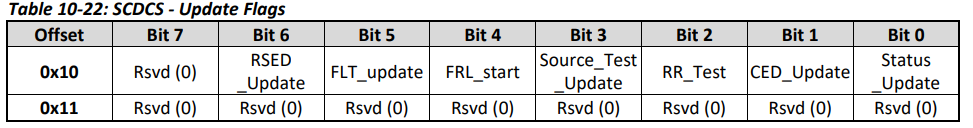 Table 10-22: SCDCS - Update Flags
Offset Bit 7 Bit 6 Bit 5 Bit 4 Bit 3 Bit 2 Bit 1 Bit 0
0x10 Rsvd (0) RSED _Update FLT_update FRL_start Source_Test _Update RR_Test CED_Update Status _Update
0x11 Rsvd (0) Rsvd (0) Rsvd (0) Rsvd (0) Rsvd (0) Rsvd (0) Rsvd (0) Rsvd (0)